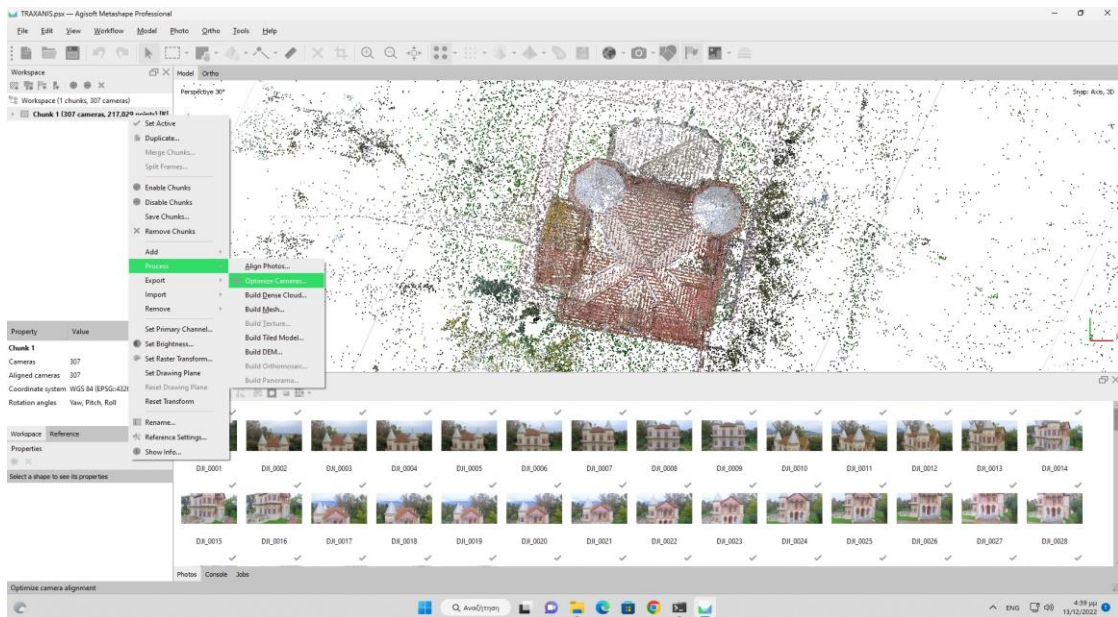 TRAXANIS.psx — Agisoft Metashape Professional
File Edit View Workflow Model Photo Ortho Tools Help
Workspace
Workspace (1 chunks, 307 cameras)
Chunk 1 (307 cameras, 217,029 points) [R]
Model Ortho
Perspektive 30°
Snap: Axis, 3D
Set Active
Duplicate...
Merge Chunks...
Split Frames...
Enable Chunks
Disable Chunks
Save Chunks...
Remove Chunks
Add
Process
Export
Import
Remove
Set Primary Channel...
Set Brightness...
Set Raster Transform...
Set Drawing Plane
Reset Drawing Plane
Reset Transform
Rename...
Reference Settings...
Show Info...
Align Photos...
Optimize Cameras...
Build Dense Cloud...
Build Mesh...
Build Texture...
Build Tiled Model...
Build DEM...
Build Orthomosaic...
Build Panorama...
Property Value
Chunk 1
Cameras 307
Aligned cameras 307
Coordinate system WGS 84 (EPSG::4326
Rotation angles Yaw, Pitch, Roll
Workspace Reference
Properties
Select a shape to see its properties
DJI_0001 DJI_0002 DJI_0003 DJI_0004 DJI_0005 DJI_0006 DJI_0007 DJI_0008 DJI_0009 DJI_0010 DJI_0011 DJI_0012 DJI_0013 DJI_0014
DJI_0015 DJI_0016 DJI_0017 DJI_0018 DJI_0019 DJI_0020 DJI_0021 DJI_0022 DJI_0023 DJI_0024 DJI_0025 DJI_0026 DJI_0027 DJI_0028
Photos Console Jobs
Optimize camera alignment
Αναζήτηση
ENG
4:39 μμ
13/12/2022